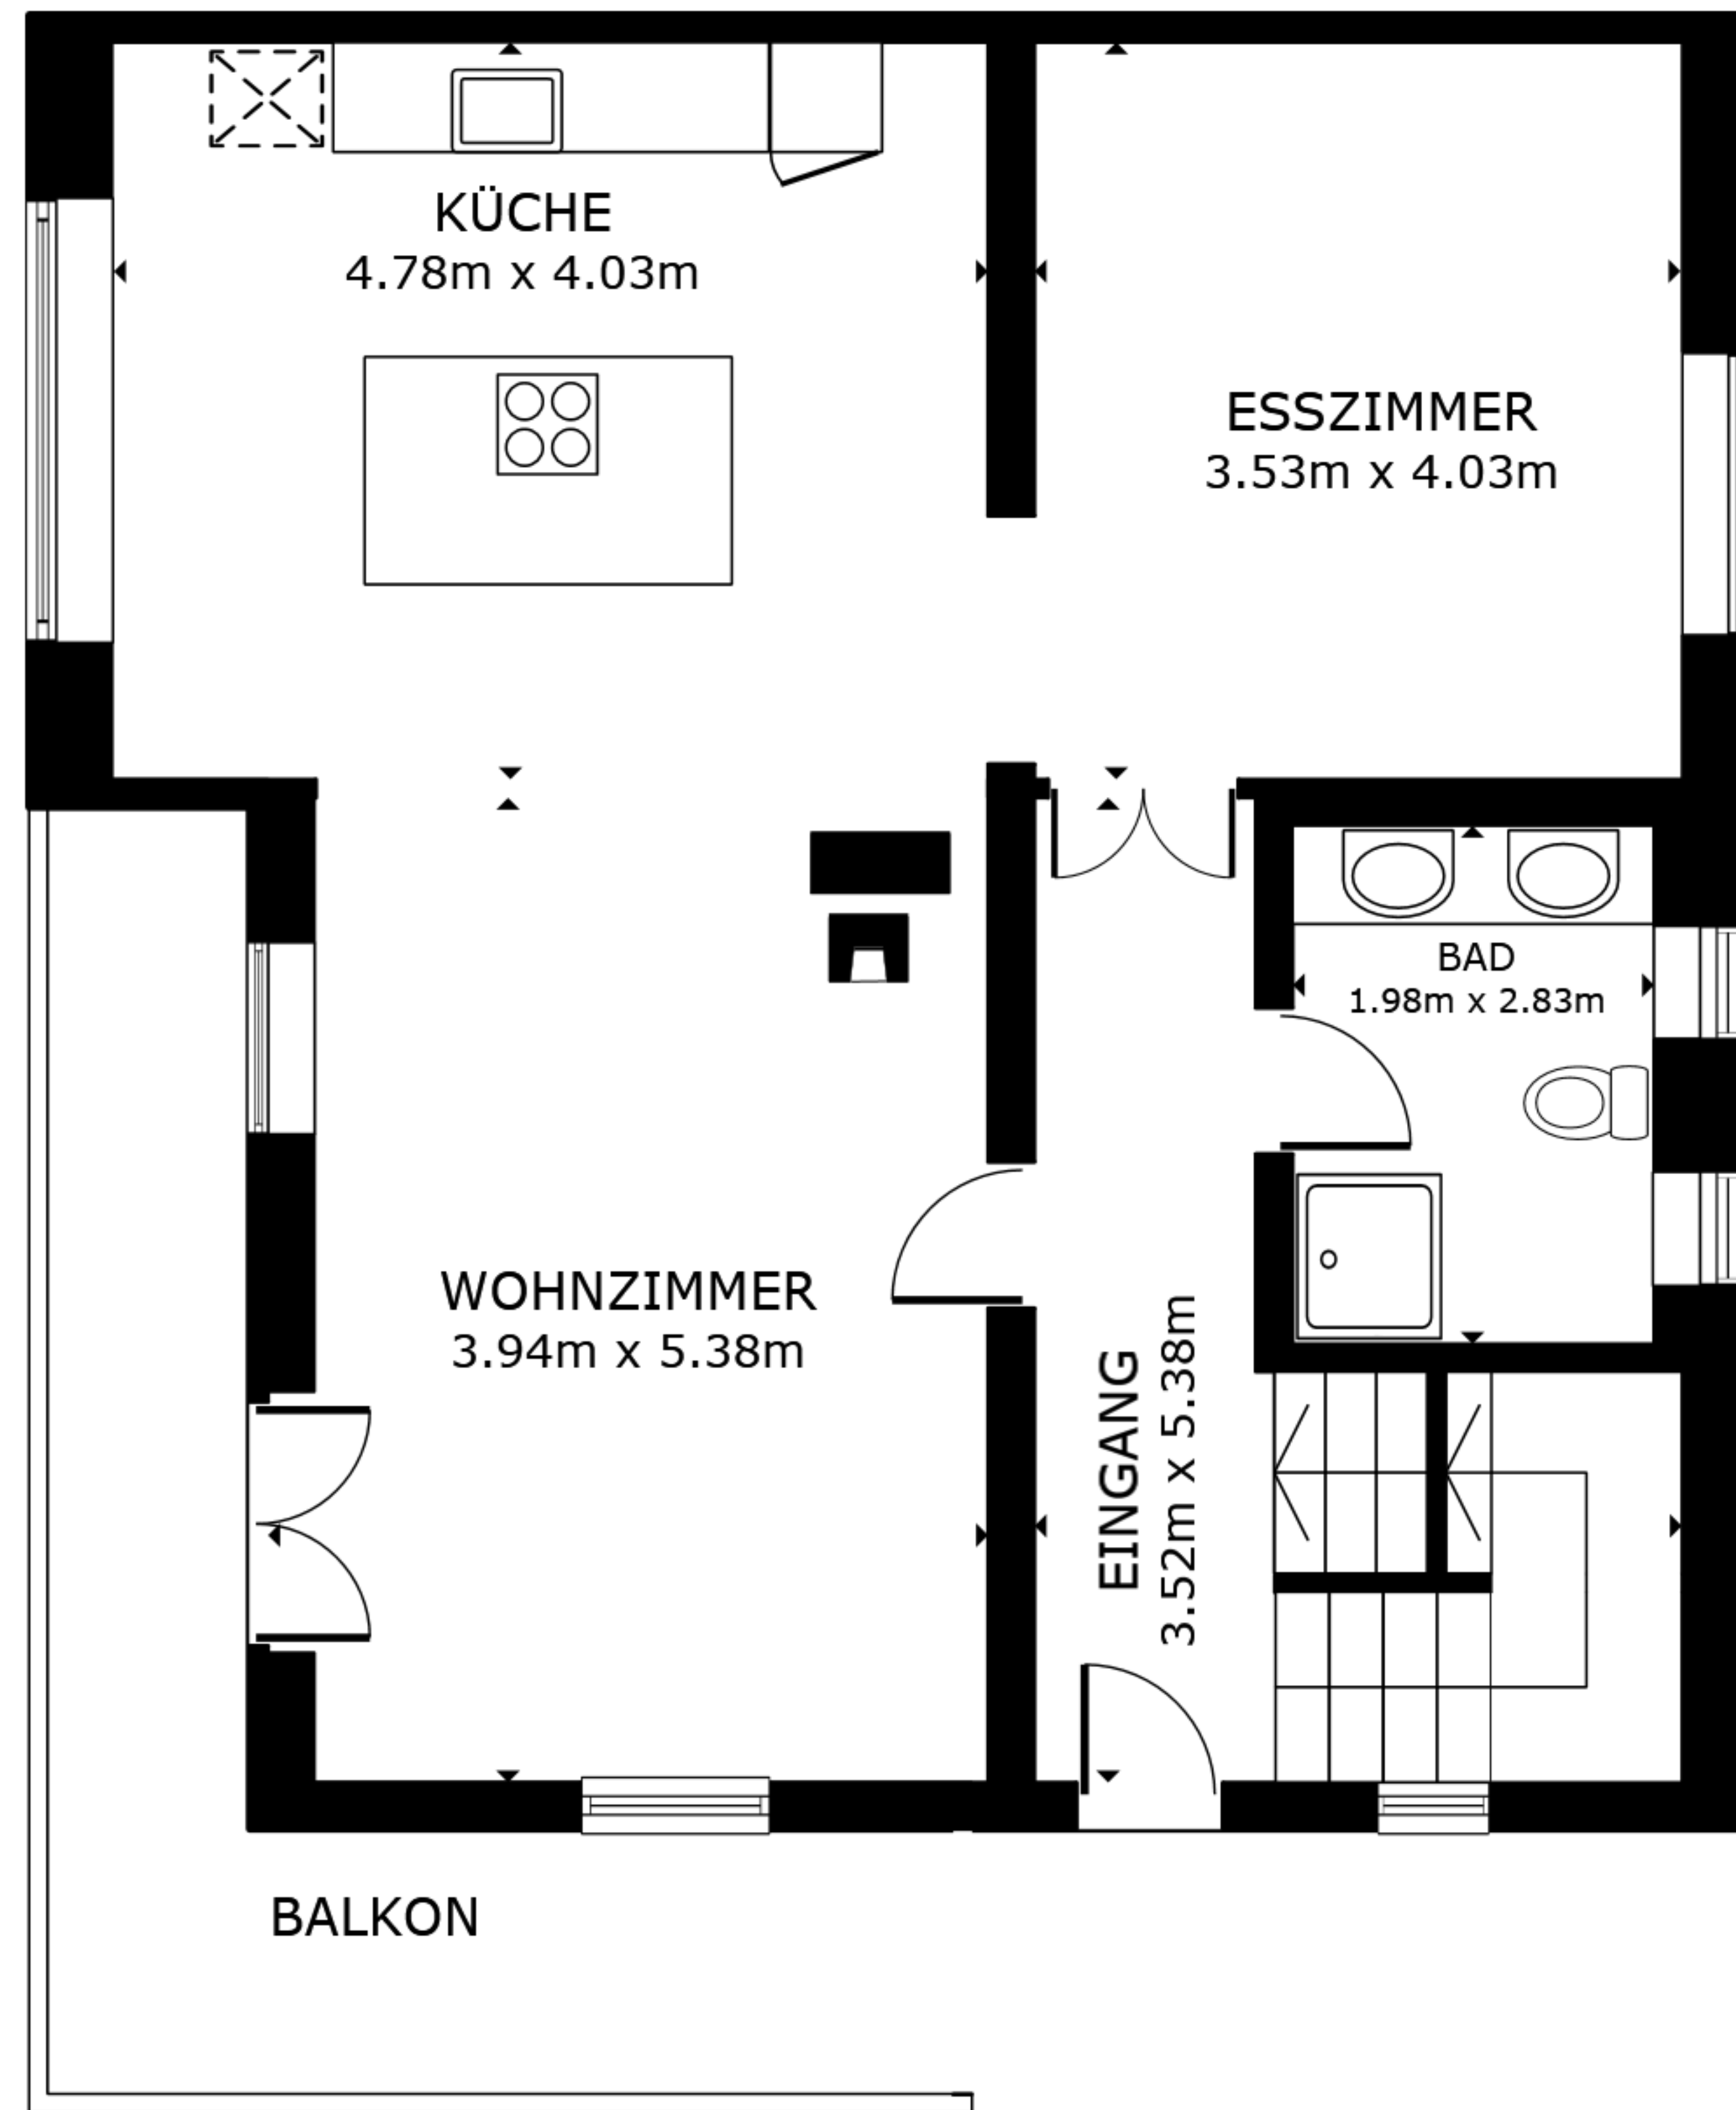 KÜCHE
4.78m x 4.03m
ESSZIMMER
3.53m x 4.03m
BAD
1.98m x 2.83m
WOHNZIMMER
3.94m x 5.38m
EINGANG
3.52m x 5.38m
BALKON